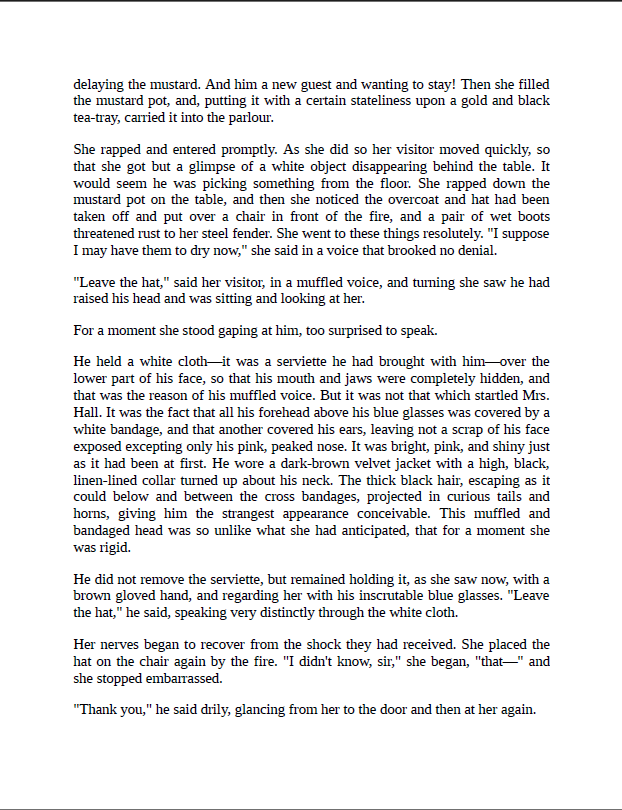 delaying the mustard. And him a new guest and wanting to stay! Then she filled
the mustard pot, and, putting it with a certain stateliness upon a gold and black
tea-tray, carried it into the parlour.
She rapped and entered promptly. As she did so her visitor moved quickly, so
that she got but a glimpse of a white object disappearing behind the table. It
would seem he was picking something from the floor. She rapped down the
mustard pot on the table, and then she noticed the overcoat and hat had been
taken off and put over a chair in front of the fire, and a pair of wet boots
threatened rust to her steel fender. She went to these things resolutely. "I suppose
I may have them to dry now," she said in a voice that brooked no denial.
"Leave the hat," said her visitor, in a muffled voice, and turning she saw he had
raised his head and was sitting and looking at her.
For a moment she stood gaping at him, too surprised to speak.
He held a white cloth—it was a serviette he had brought with him—over the
lower part of his face, so that his mouth and jaws were completely hidden, and
that was the reason of his muffled voice. But it was not that which startled Mrs.
Hall. It was the fact that all his forehead above his blue glasses was covered by a
white bandage, and that another covered his ears, leaving not a scrap of his face
exposed excepting only his pink, peaked nose. It was bright, pink, and shiny just
as it had been at first. He wore a dark-brown velvet jacket with a high, black,
linen-lined collar turned up about his neck. The thick black hair, escaping as it
could below and between the cross bandages, projected in curious tails and
horns, giving him the strangest appearance conceivable. This muffled and
bandaged head was so unlike what she had anticipated, that for a moment she
was rigid.
He did not remove the serviette, but remained holding it, as she saw now, with a
brown gloved hand, and regarding her with his inscrutable blue glasses. "Leave
the hat," he said, speaking very distinctly through the white cloth.
Her nerves began to recover from the shock they had received. She placed the
hat on the chair again by the fire. "I didn't know, sir," she began, "that—" and
she stopped embarrassed.
"Thank you," he said drily, glancing from her to the door and then at her again.